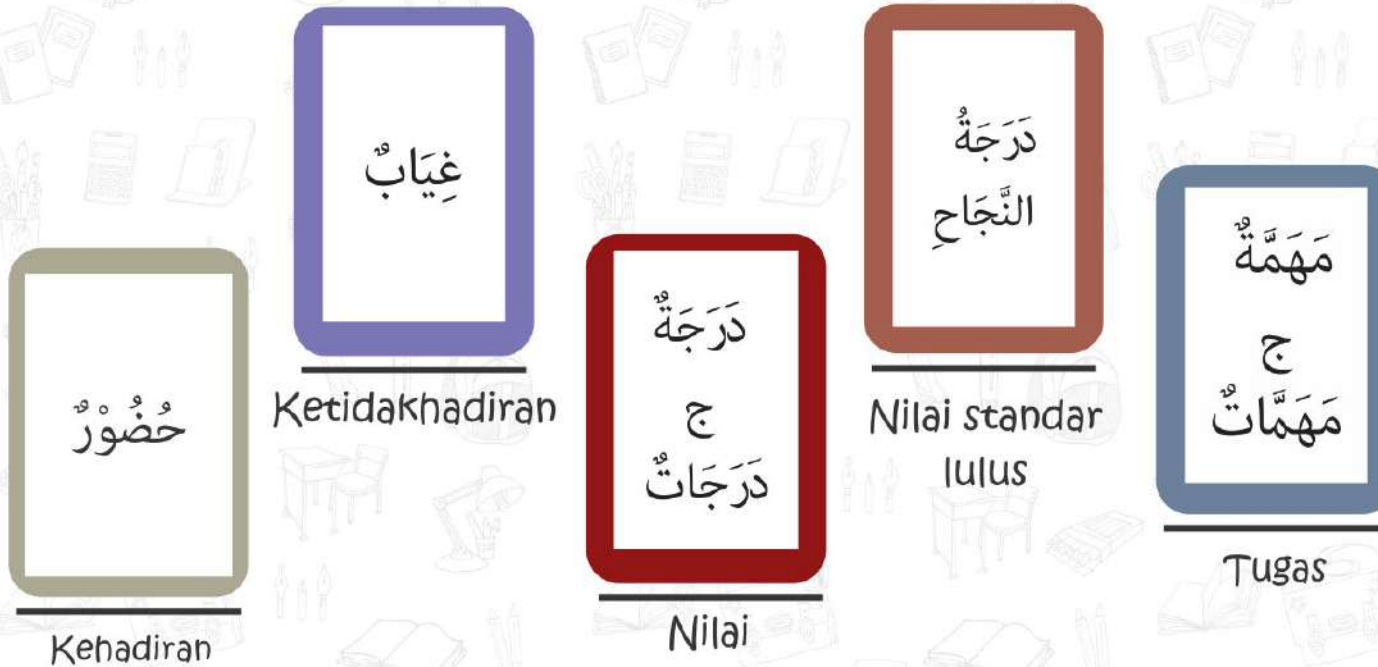 حُضُوْرٌ
Kehadiran
غِيَابٌ
Ketidakhadiran
دَرَجَةٌ
ج
دَرَجَاتٌ
Nilai
دَرَجَةُ
النَّجَاحِ
Nilai standar
lulus
مَهَمَّةٌ
ج
مَهَمَّاتٌ
Tugas